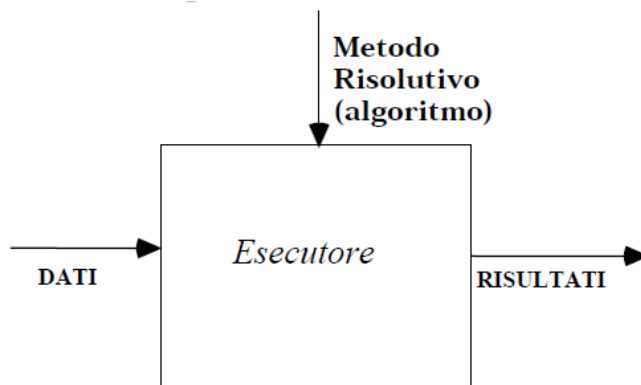 Metodo
Risolutivo
(algoritmo)
Esecutore
DATI
RISULTATI